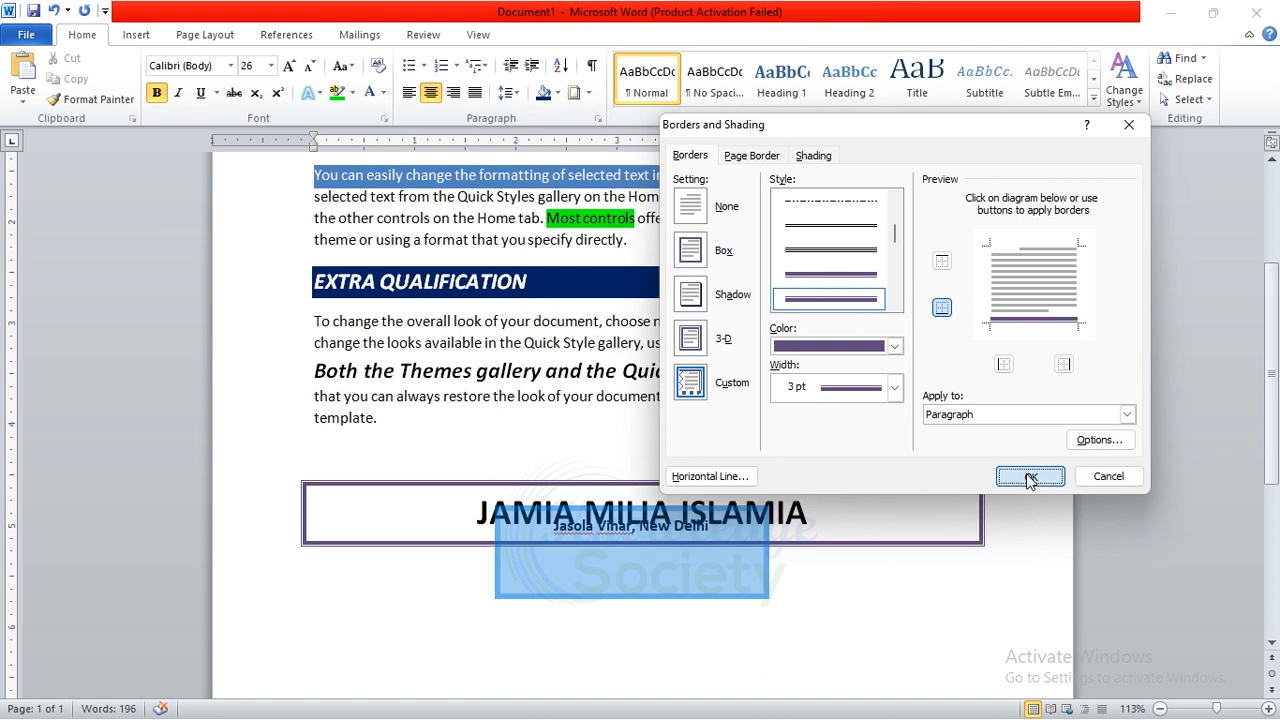 Document1 - Microsoft Word (Product Activation Failed)
File Home Insert Page Layout References Mailings Review View
Paste
Cut
Copy
Format Painter
Clipboard
Calibri (Body) 26
Font
Paragraph
AaBbCcDc
¶ Normal
AaBbCcDc
¶ No Spaci...
AaBbCc
Heading 1
AaBbCc
Heading 2
AaB
Title
AaBbCc.
Subtitle
AaBbCcDc
Subtle Em...
Change
Styles
Find
Replace
Select
Editing
You can easily change the formatting of selected text
selected text from the Quick Styles gallery on the
the other controls on the Home tab. Most controls
theme or using a format that you specify directly.
EXTRA QUALIFICATION
To change the overall look of your document, choose
change the looks available in the Quick Style gallery,
Both the Themes gallery and the
that you can always restore the look of your document
template.
JAMIA MILIA ISLAMIA
Jasola Vihar, New Delhi
Society
Borders and Shading
Borders Page Border Shading
Setting:
None
Box
Shadow
3-D
Custom
Style:
Color:
Width:
3 pt
Preview
Click on diagram below or use
buttons to apply borders
Apply to:
Paragraph
Options...
Horizontal Line...
OK
Cancel
Activate Windows
Go to Settings to activate Windows.
Page: 1 of 1 Words: 196 113%